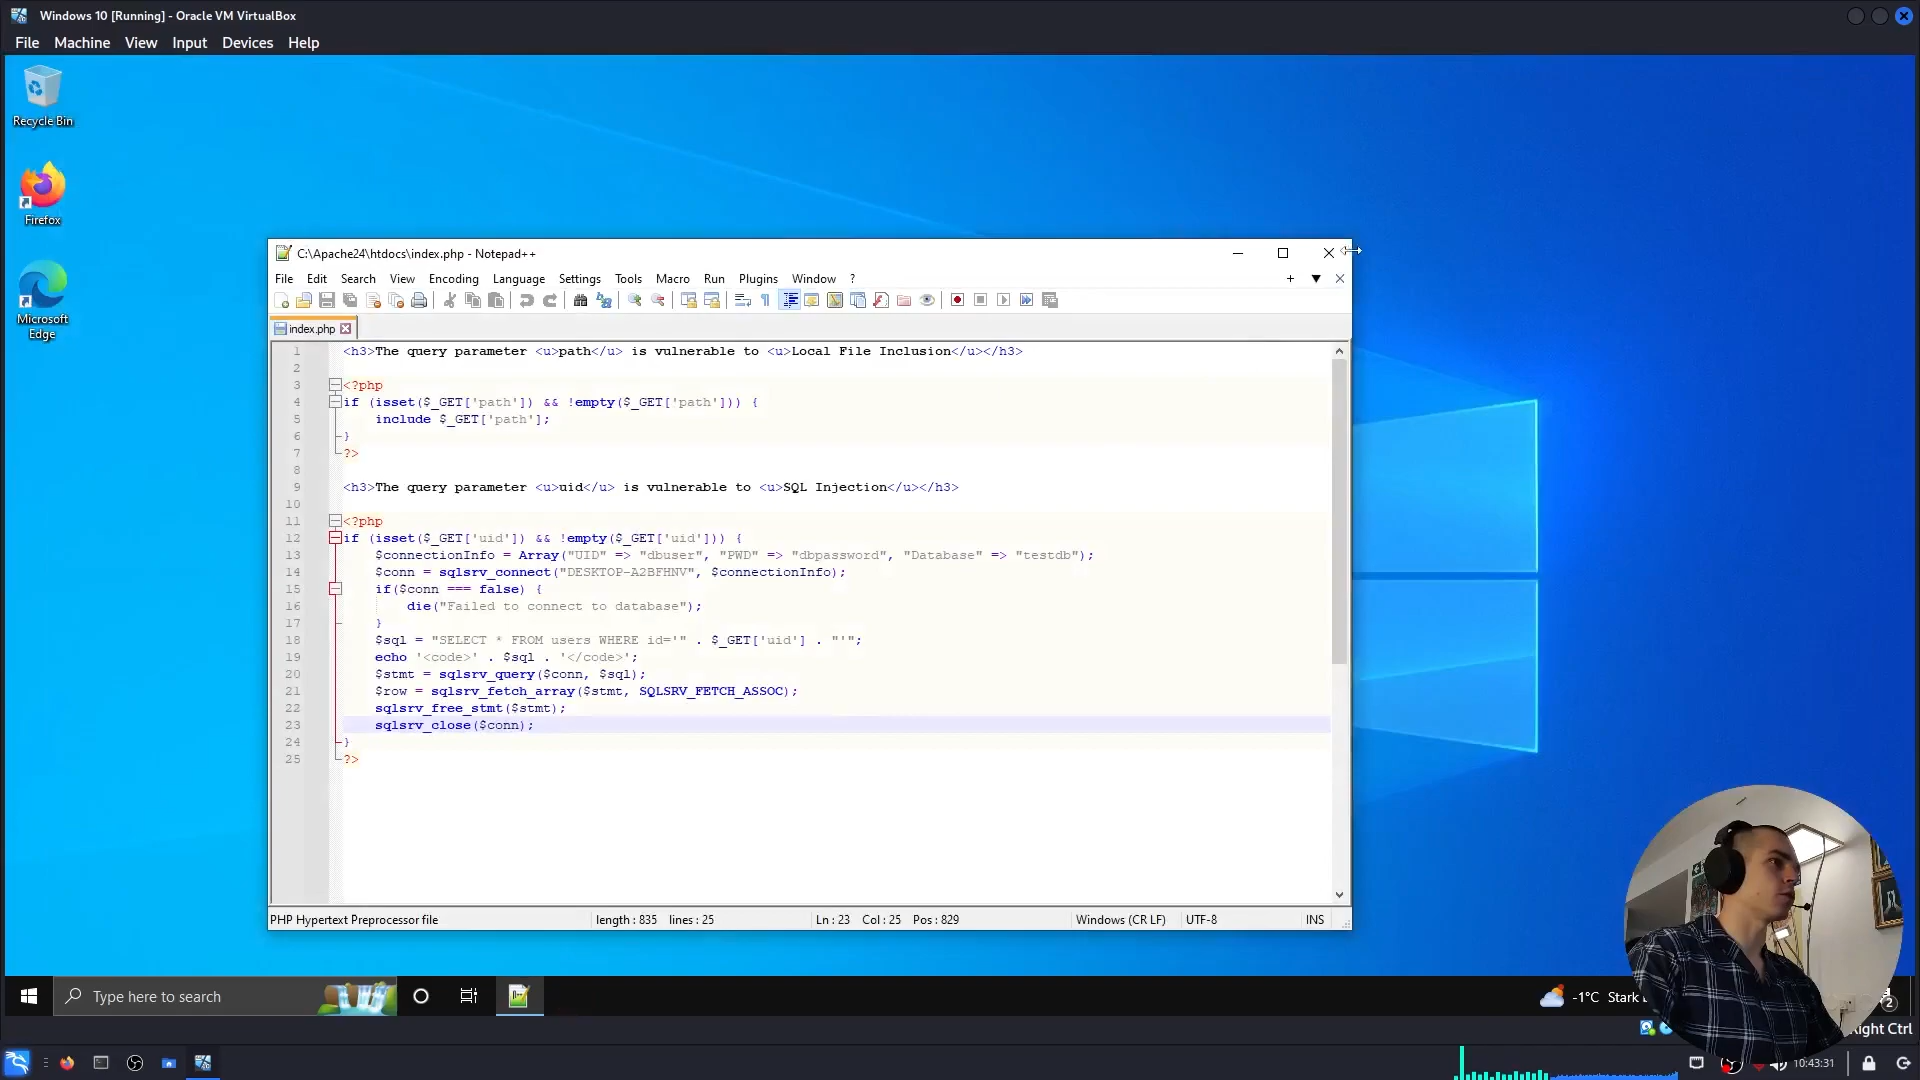 Windows 10 [Running] - Oracle VM VirtualBox
File Machine View Input Devices Help
Recycle Bin
Firefox
Microsoft
Edge
C:\Apache24\htdocs\index.php - Notepad++
File Edit Search View Encoding Language Settings Tools Macro Run Plugins Window ?
index.php
1 <h3>The query parameter <u>path</u> is vulnerable to <u>Local File Inclusion</u></h3>
2
3 <?php
4 if (isset($_GET['path']) && !empty($_GET['path'])) {
5 include $_GET['path'];
6 }
7 ?>
8
9 <h3>The query parameter <u>uid</u> is vulnerable to <u>SQL Injection</u></h3>
10
11 <?php
12 if (isset($_GET['uid']) && !empty($_GET['uid'])) {
13 $connectionInfo = Array("UID" => "dbuser", "PWD" => "dbpassword", "Database" => "testdb");
14 $conn = sqlsrv_connect("DESKTOP-A2BFHNV", $connectionInfo);
15 if($conn === false) {
16 die("Failed to connect to database");
17 }
18 $sql = "SELECT * FROM users WHERE id='" . $_GET['uid'] . "'";
19 echo '<code>' . $sql . '</code>';
20 $stmt = sqlsrv_query($conn, $sql);
21 $row = sqlsrv_fetch_array($stmt, SQLSRV_FETCH_ASSOC);
22 sqlsrv_free_stmt($stmt);
23 sqlsrv_close($conn);
24 }
25 ?>
PHP Hypertext Preprocessor file length : 835 lines : 25 Ln : 23 Col : 25 Pos : 829 Windows (CR LF) UTF-8 INS
Type here to search
-1°C Stark
2
Right Ctrl
10:43:31